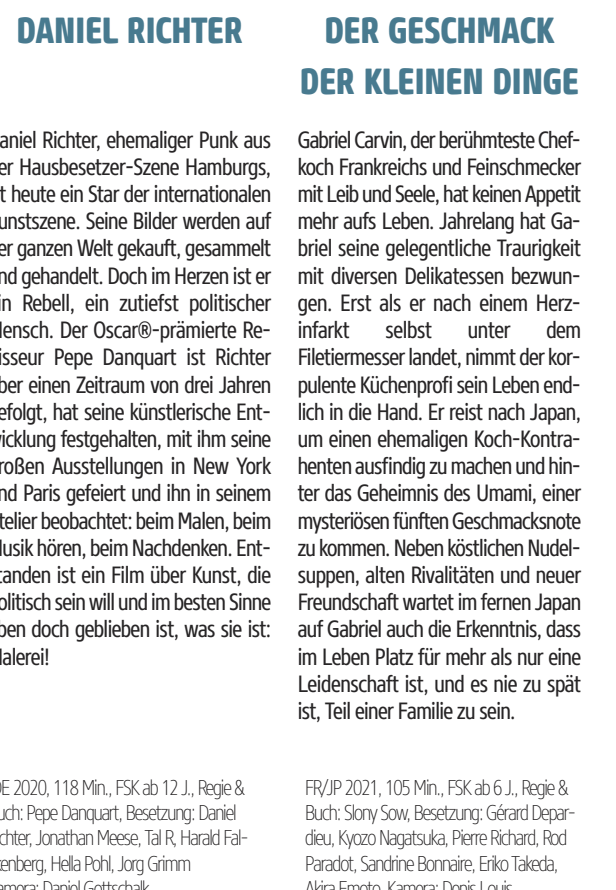 DANIEL RICHTER
aniel Richter, ehemaliger Punk aus
er Hausbesetzer-Szene Hamburgs,
t heute ein Star der internationalen
unstszene. Seine Bilder werden auf
er ganzen Welt gekauft, gesammelt
nd gehandelt. Doch im Herzen ist er
in Rebell, ein zutiefst politischer
ensch. Der Oscar®-prämierte Re-
isseur Pepe Danquart ist Richter
ber einen Zeitraum von drei Jahren
efolgt, hat seine künstlerische Ent-
icklung festgehalten, mit ihm seine
roßen Ausstellungen in New York
nd Paris gefeiert und ihn in seinem
telier beobachtet: beim Malen, beim
usik hören, beim Nachdenken. Ent-
tanden ist ein Film über Kunst, die
olitisch sein will und im besten Sinne
ben doch geblieben ist, was sie ist:
alerei!
DE 2020, 118 Min., FSK ab 12 J., Regie &
uch: Pepe Danquart, Besetzung: Daniel
chter, Jonathan Meese, Tal R, Harald Fal-
kenberg, Hella Pohl, Jorg Grimm
amera: Daniel Gottschalk
DER GESCHMACK
DER KLEINEN DINGE
Gabriel Carvin, der berühmteste Chef-
koch Frankreichs und Feinschmecker
mit Leib und Seele, hat keinen Appetit
mehr aufs Leben. Jahrelang hat Ga-
briel seine gelegentliche Traurigkeit
mit diversen Delikatessen bezwun-
gen. Erst als er nach einem Herz-
infarkt selbst unter dem
Filetiermesser landet, nimmt der kor-
pulente Küchenprofi sein Leben end-
lich in die Hand. Er reist nach Japan,
um einen ehemaligen Koch-Kontra-
henten ausfindig zu machen und hin-
ter das Geheimnis des Umami, einer
mysteriösen fünften Geschmacksnote
zu kommen. Neben köstlichen Nudel-
suppen, alten Rivalitäten und neuer
Freundschaft wartet im fernen Japan
auf Gabriel auch die Erkenntnis, dass
im Leben Platz für mehr als nur eine
Leidenschaft ist, und es nie zu spät
ist, Teil einer Familie zu sein.
FR/JP 2021, 105 Min., FSK ab 6 J., Regie &
Buch: Slony Sow, Besetzung: Gérard Depar-
dieu, Kyozo Nagatsuka, Pierre Richard, Rod
Paradot, Sandrine Bonnaire, Eriko Takeda,
Akira Emoto, Kamera: Denis Louis